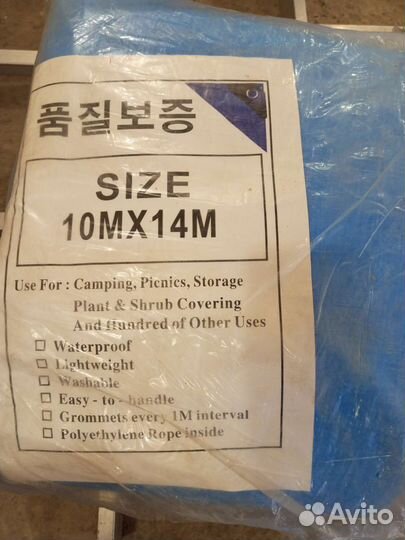 품질보증
SIZE
10MX14M
Use For : Camping, Picnics, Storage
Plant & Shrub Covering
And Hundred of Other Uses
Waterproof
Lightweight
Washable
Easy - to - handle
Grommets every 1M interval
Polyethylene Rope inside
Avito